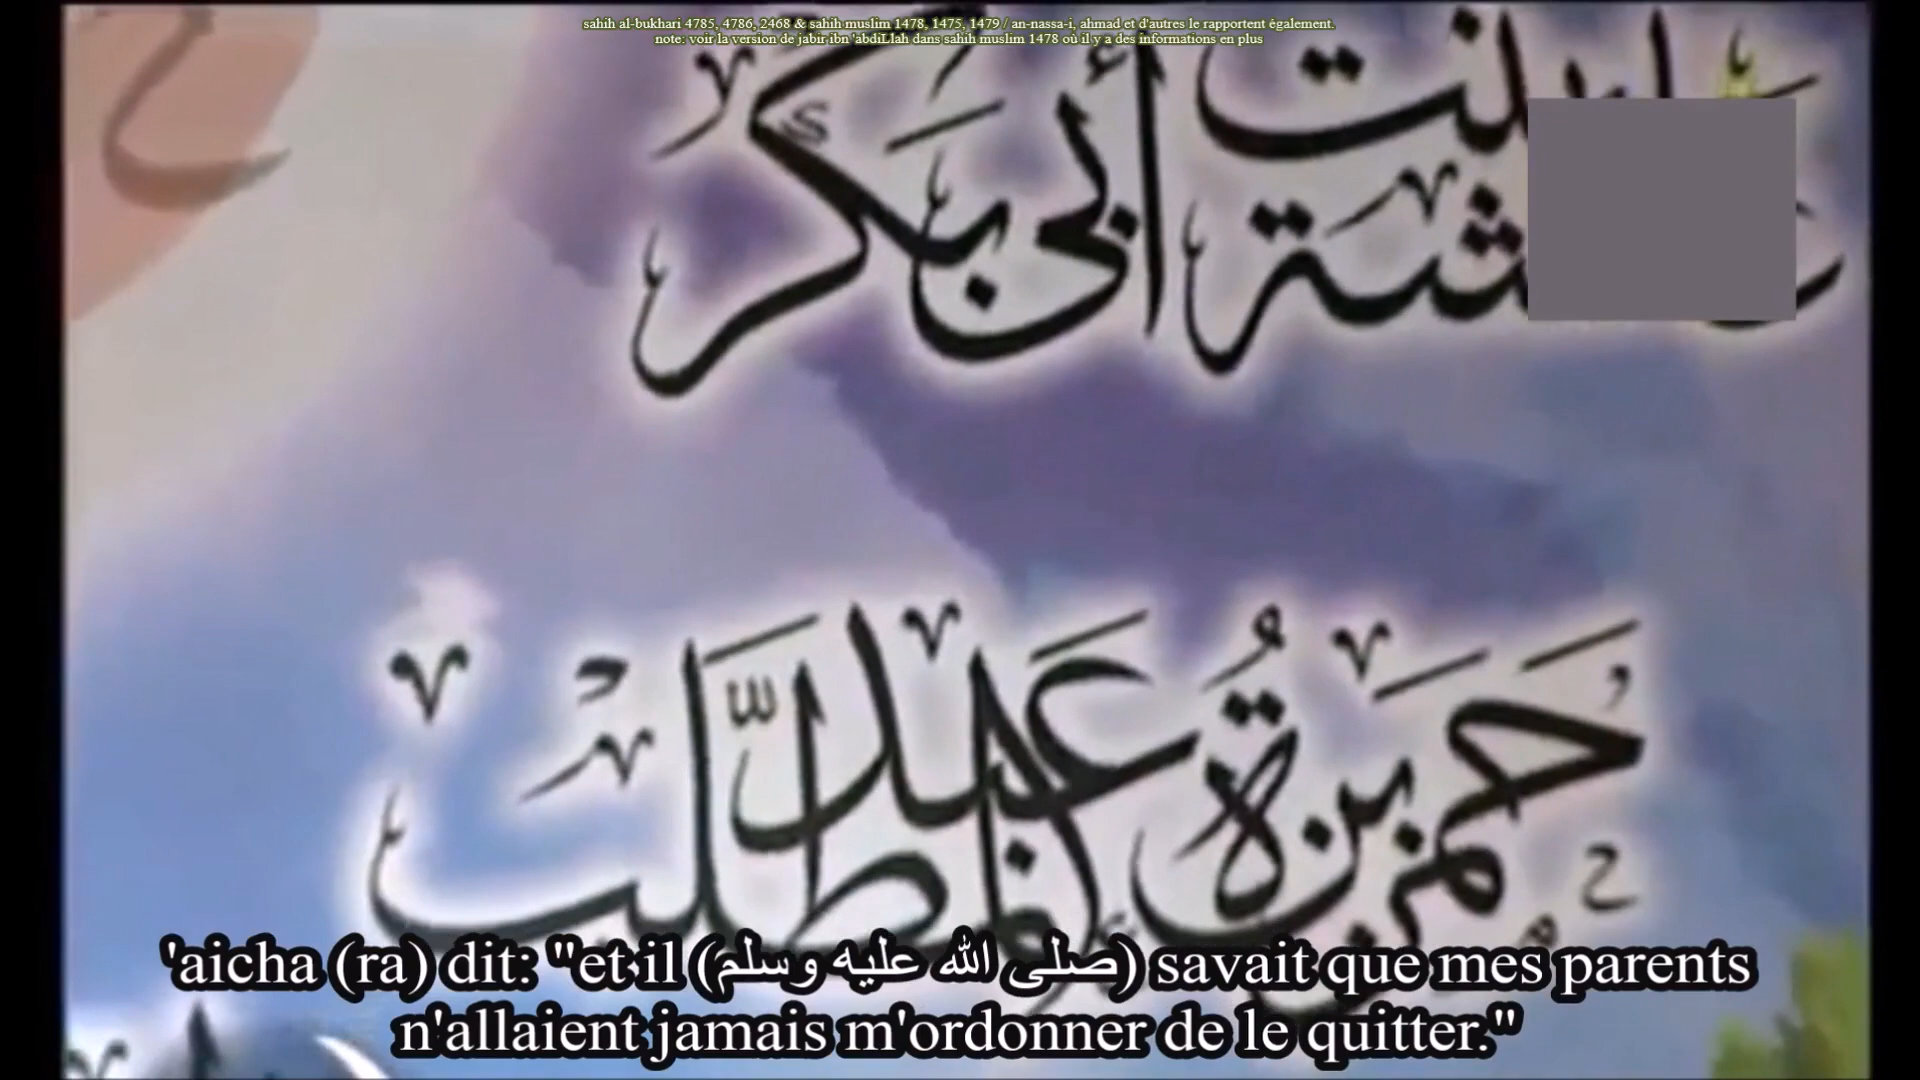 sahih al-bukhari 4785, 4786, 2468 & sahih muslim 1478, 1475, 1479 / an-nassa-i, ahmad et d'autres le rapportent également.
note: voir la version de jabir ibn 'abdiLlah dans sahih muslim 1478 où il y a des informations en plus
بنت أبي بكر
حمزة بن عبد المطلب
'aicha (ra) dit: "et il (صلى الله عليه وسلم) savait que mes parents
n'allaient jamais m'ordonner de le quitter."